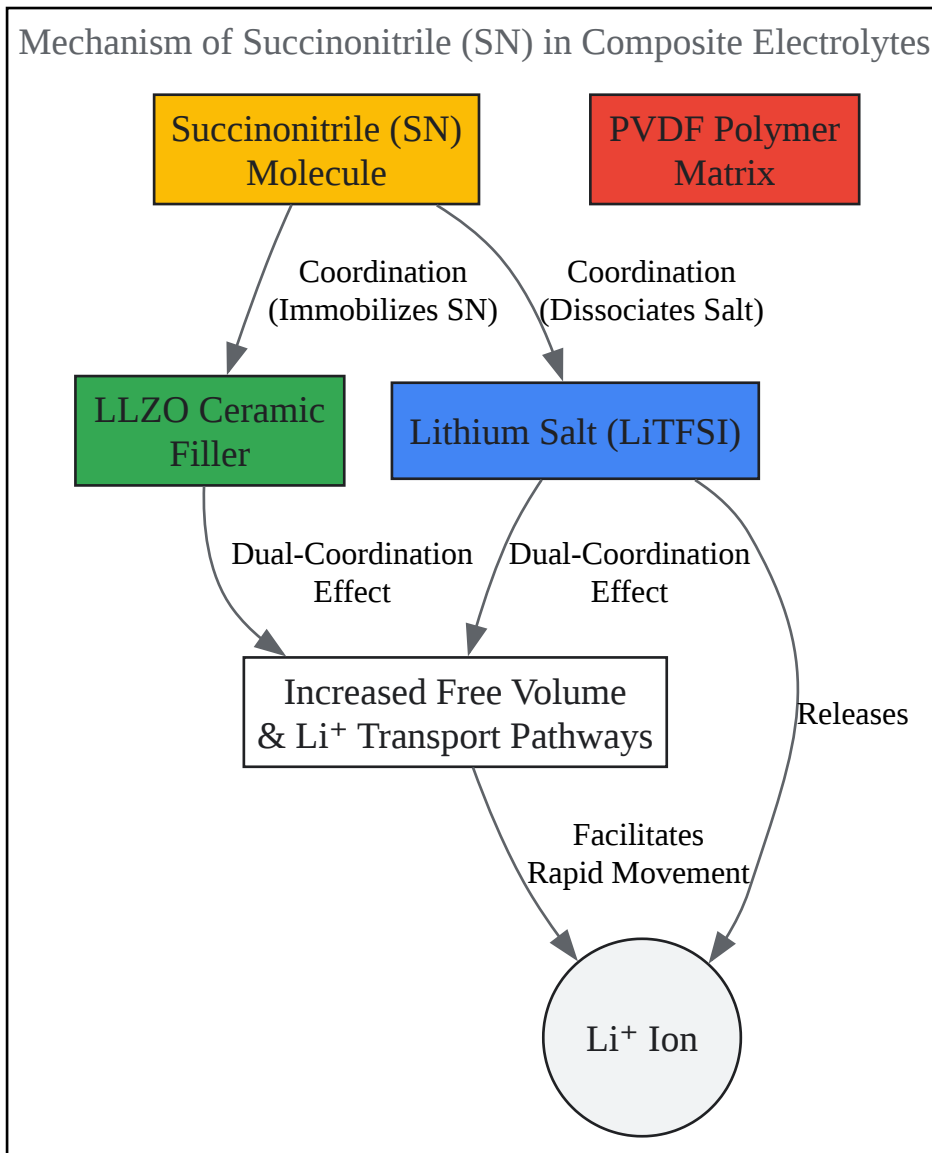 Mechanism of Succinonitrile (SN) in Composite Electrolytes
Succinonitrile (SN)
Molecule
PVDF Polymer
Matrix
Coordination
(Immobilizes SN)
Coordination
(Dissociates Salt)
LLZO Ceramic
Filler
Lithium Salt (LiTFSI)
Dual-Coordination
Effect
Dual-Coordination
Effect
Increased Free Volume
& Li⁺ Transport Pathways
Releases
Facilitates
Rapid Movement
Li⁺ Ion